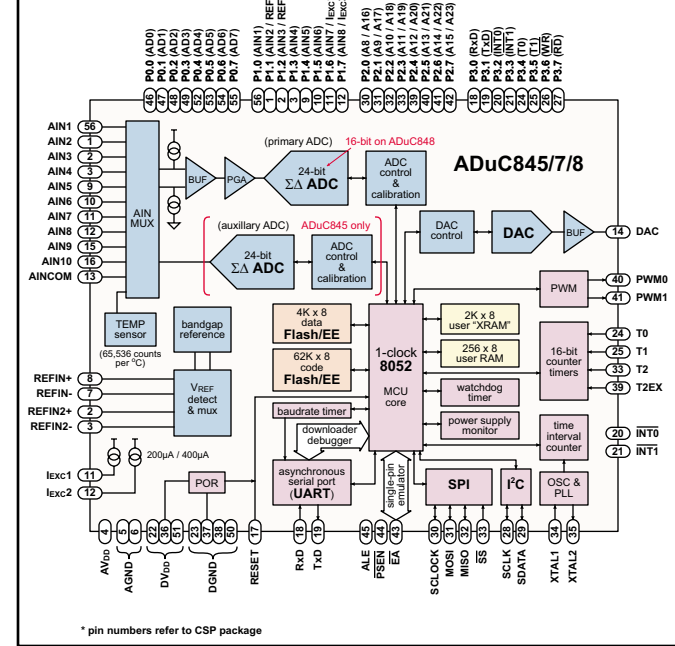 P0.0 (AD0)
P0.1 (AD1)
P0.2 (AD2)
P0.3 (AD3)
P0.4 (AD4)
P0.5 (AD5)
P0.6 (AD6)
P0.7 (AD7)
P1.0 (AIN1)
P1.1 (AIN2 / REF
P1.2 (AIN3 / REF
P1.3 (AIN4)
P1.4 (AIN5)
P1.5 (AIN6)
P1.6 (AIN7 / IEXC
P1.7 (AIN8 / IEXC
P2.0 (A8 / A16)
P2.1 (A9 / A17)
P2.2 (A10 / A18)
P2.3 (A11 / A19)
P2.4 (A12 / A20)
P2.5 (A13 / A21)
P2.6 (A14 / A22)
P2.7 (A15 / A23)
P3.0 (RxD)
P3.1 (TxD)
P3.2 (INT0)
P3.3 (INT1)
P3.4 (T0)
P3.5 (T1)
P3.6 (WR)
P3.7 (RD)
46 47 48 49 52 53 54 55
56 1 2 3 9 10 11 12
30 31 32 33 39 40 41 42
18 19 20 21 24 25 26 27
AIN1 56
AIN2 1
AIN3 2
AIN4 3
AIN5 9
AIN6 10
AIN7 11
AIN8 12
AIN9 15
AIN10 16
AINCOM 13
AIN
MUX
BUF
PGA
(primary ADC)
16-bit on ADuC848
24-bit
ΣΔ ADC
ADC
control
&
calibration
ADuC845/7/8
(auxillary ADC)
ADuC845 only
24-bit
ΣΔ ADC
ADC
control &
calibration
DAC
control
DAC
BUF
14 DAC
PWM
40 PWM0
41 PWM1
TEMP
sensor
(65,536 counts
per °C)
bandgap
reference
VREF
detect
& mux
REFIN+ 8
REFIN- 7
REFIN2+ 2
REFIN2- 3
4K x 8
data
Flash/EE
62K x 8
code
Flash/EE
1-clock
8052
MCU
core
2K x 8
user “XRAM”
256 x 8
user RAM
watchdog
timer
power supply
monitor
16-bit
counter
timers
24 T0
25 T1
33 T2
39 T2EX
time
interval
counter
20 INT0
21 INT1
baudrate timer
downloader
debugger
200µA / 400µA
IEXC1 11
IEXC2 12
POR
asynchronous
serial port
(UART)
single-pin
emulator
SPI
I²C
OSC &
PLL
4 5 6 22 36 51 23 37 38 50 17 18 19 45 44 43 30 31 32 33 28 29 34 35
AVDD
AGND
DVDD
DGND
RESET
RxD
TxD
ALE
PSEN
EA
SCLOCK
MOSI
MISO
SS
SCLK
SDATA
XTAL1
XTAL2
* pin numbers refer to CSP package